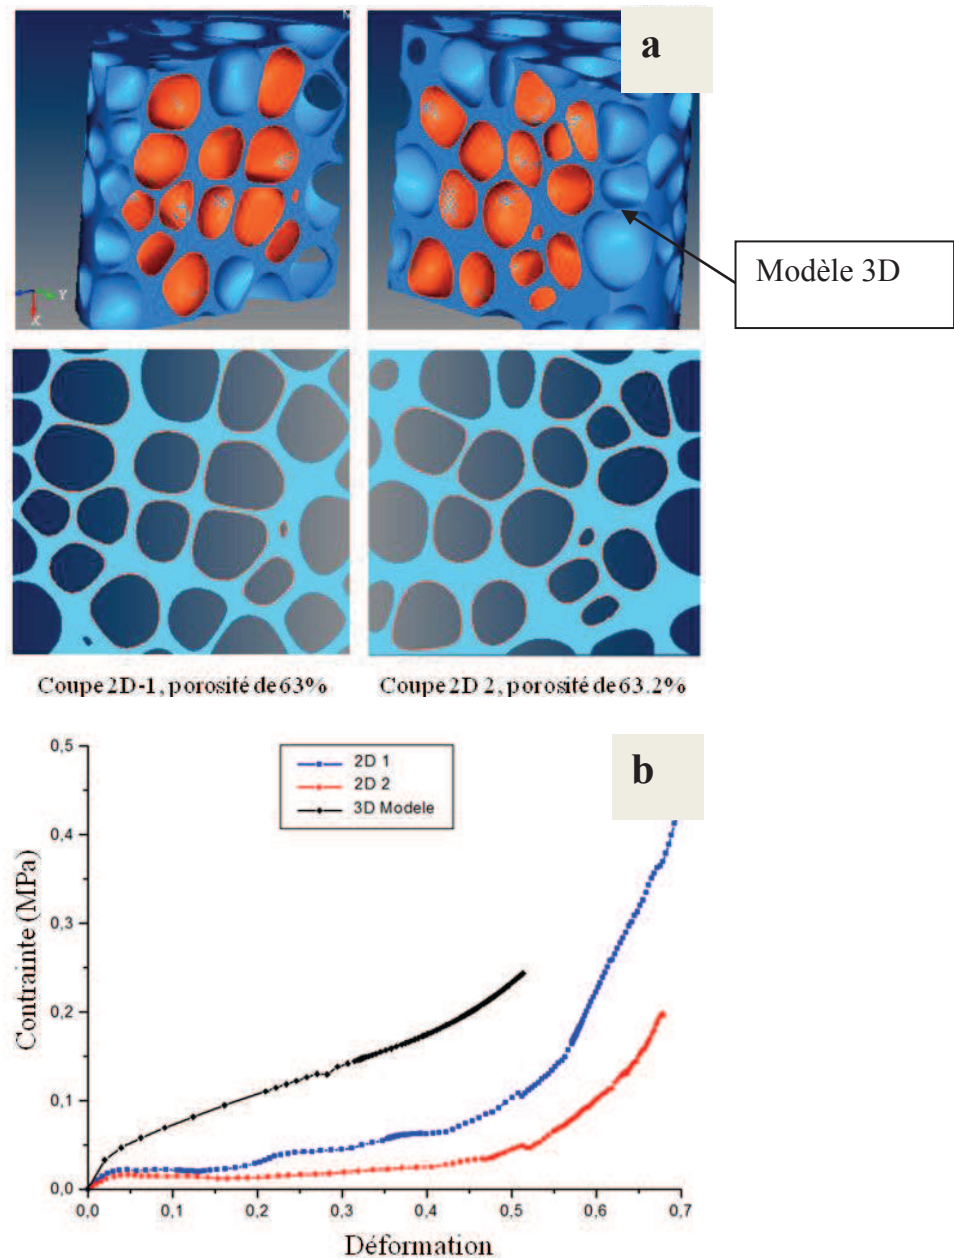 a
Modèle 3D
Y
X
Coupe 2D-1, porosité de 63%
Coupe 2D 2, porosité de 63.2%
b
2D 1
2D 2
3D Modele
Contrainte (MPa)
0,5
0,4
0,3
0,2
0,1
0,0
0,0 0,1 0,2 0,3 0,4 0,5 0,6 0,7
Déformation